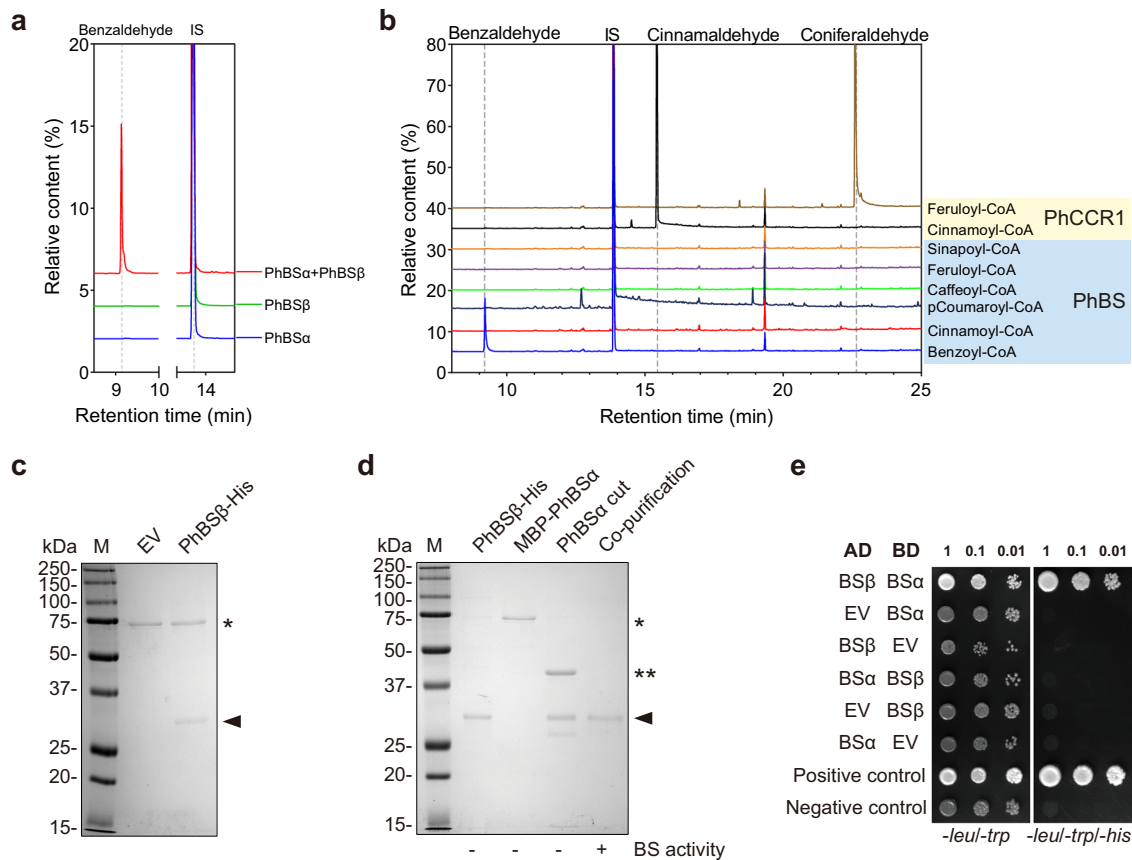 a
Benzaldehyde IS
20
15
10
5
0
Relative content (%)
9 10 14
Retention time (min)
PhBSα+PhBSβ
PhBSβ
PhBSα
b
Benzaldehyde IS Cinnamaldehyde Coniferaldehyde
80
70
60
50
40
30
20
10
0
Relative content (%)
10 15 20 25
Retention time (min)
Feruloyl-CoA
Cinnamoyl-CoA
PhCCR1
Sinapoyl-CoA
Feruloyl-CoA
Caffeoyl-CoA
pCoumaroyl-CoA
Cinnamoyl-CoA
Benzoyl-CoA
PhBS
c
kDa M EV PhBSβ-His
250-
150-
100-
75- *
50-
37-
25-
20-
15-
d
kDa M PhBSβ-His MBP-PhBSα PhBSα cut Co-purification
250-
150-
100-
75- *
50-
37- **
25-
20-
15-
- - - + BS activity
e
AD BD 1 0.1 0.01 1 0.1 0.01
BSβ BSα
EV BSα
BSβ EV
BSα BSβ
EV BSβ
BSα EV
Positive control
Negative control
-leu/-trp -leu/-trp/-his